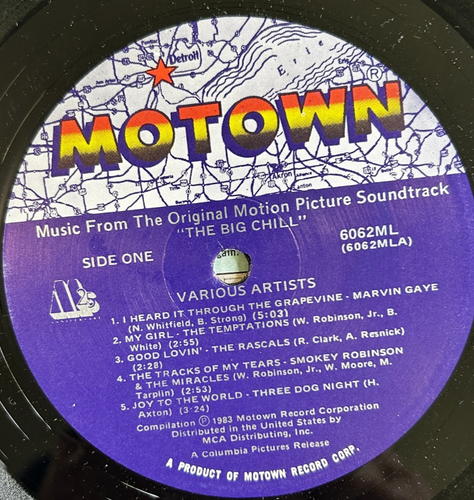 Detroit
Erie
Akron
Canton
MOTOWN®
Music From The Original Motion Picture Soundtrack
"THE BIG CHILL"
SIDE ONE
6062ML
(6062MLA)
VARIOUS ARTISTS
1. I HEARD IT THROUGH THE GRAPEVINE - MARVIN GAYE
(N. Whitfield, B. Strong) (5:03)
2. MY GIRL - THE TEMPTATIONS (W. Robinson, Jr., B.
White) (2:55)
3. GOOD LOVIN' - THE RASCALS (R. Clark, A. Resnick)
(2:28)
4. THE TRACKS OF MY TEARS - SMOKEY ROBINSON
& THE MIRACLES (W. Robinson, Jr., W. Moore, M.
Tarplin) (2:53)
5. JOY TO THE WORLD - THREE DOG NIGHT (H.
Axton) (3:24)
Compilation Ⓟ 1983 Motown Record Corporation
Distributed in the United States by
MCA Distributing, Inc.
A Columbia Pictures Release
A PRODUCT OF MOTOWN RECORD CORP.